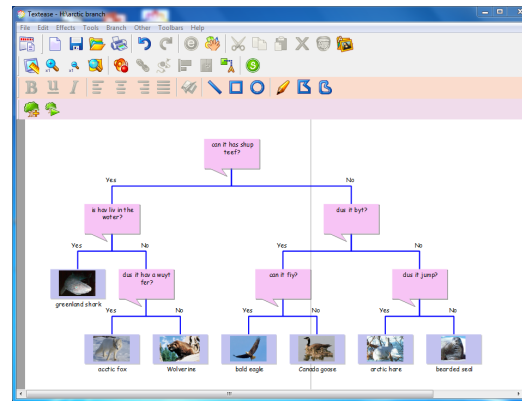 Textease - H:\arctic branch
File Edit Effects Tools Branch Other Toolbars Help
B U I
can it has shup
teef?
Yes No
is hav liv in the
water?
dus it byt?
Yes No Yes No
greenland shark
dus it hav a wuyt
fer?
can it fiy?
dus it jump?
Yes No Yes No Yes No
acctic fox Wolverine bald eagle Canada goose arctic hare bearded seal